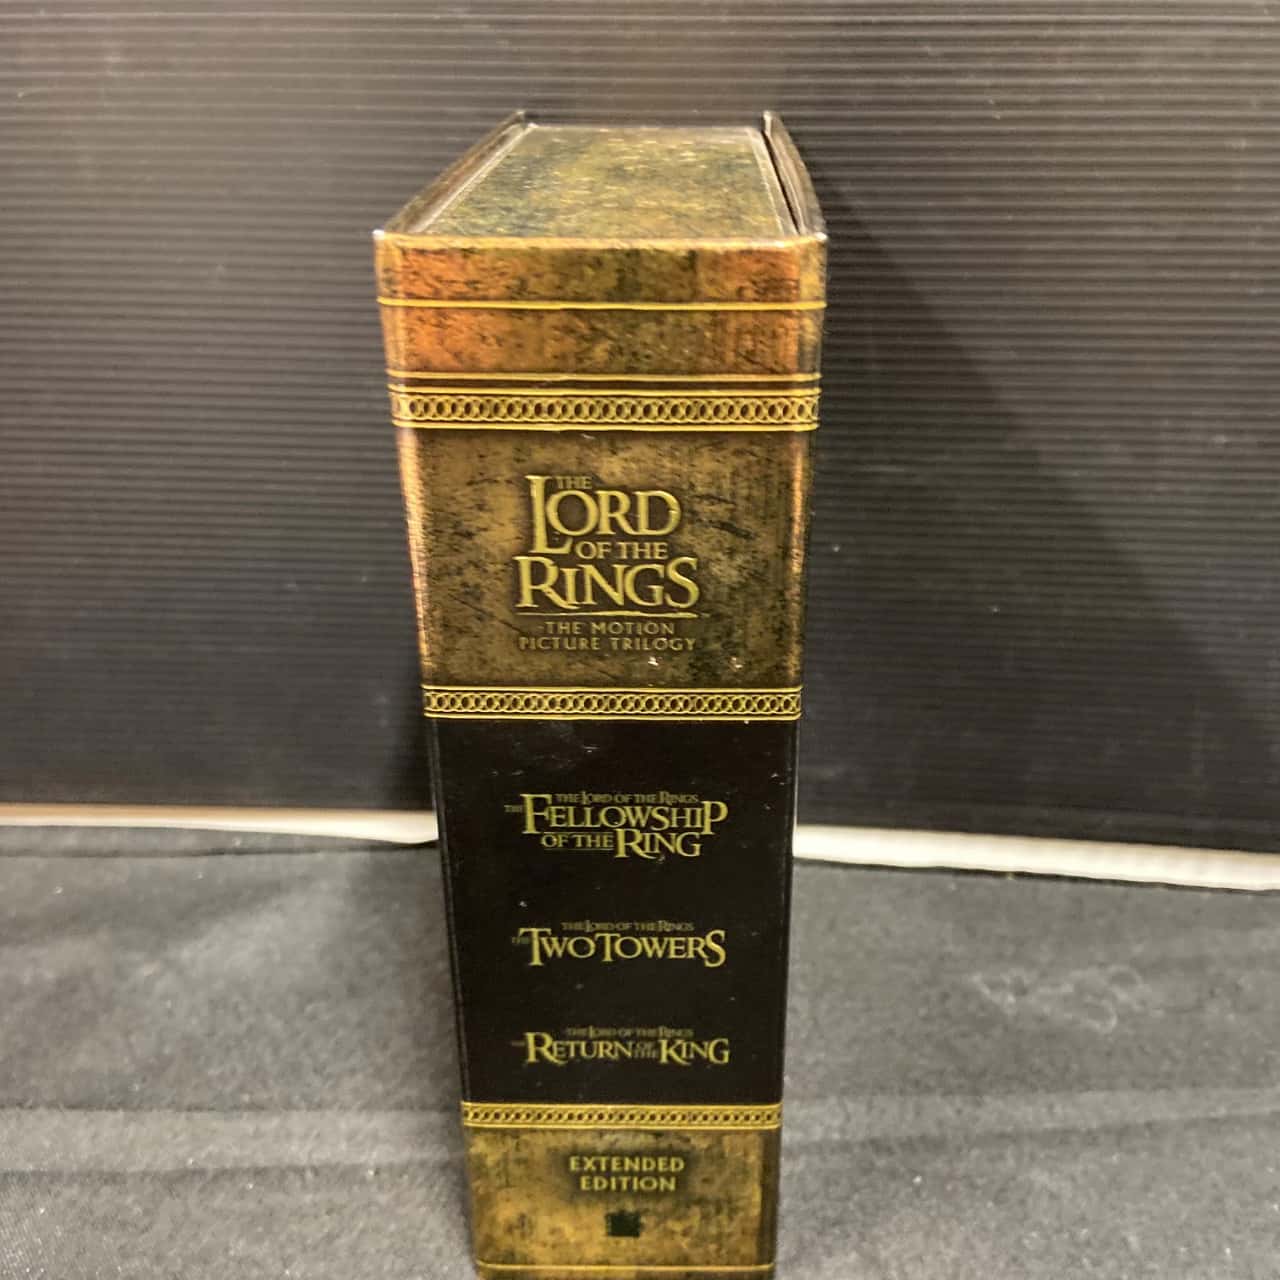 THE
LORD
OF THE
RINGS
THE MOTION
PICTURE TRILOGY
THE LORD OF THE RINGS
THE FELLOWSHIP
OF THE RING
THE LORD OF THE RINGS
THE TWO TOWERS
THE LORD OF THE RINGS
THE RETURN OF THE KING
EXTENDED
EDITION